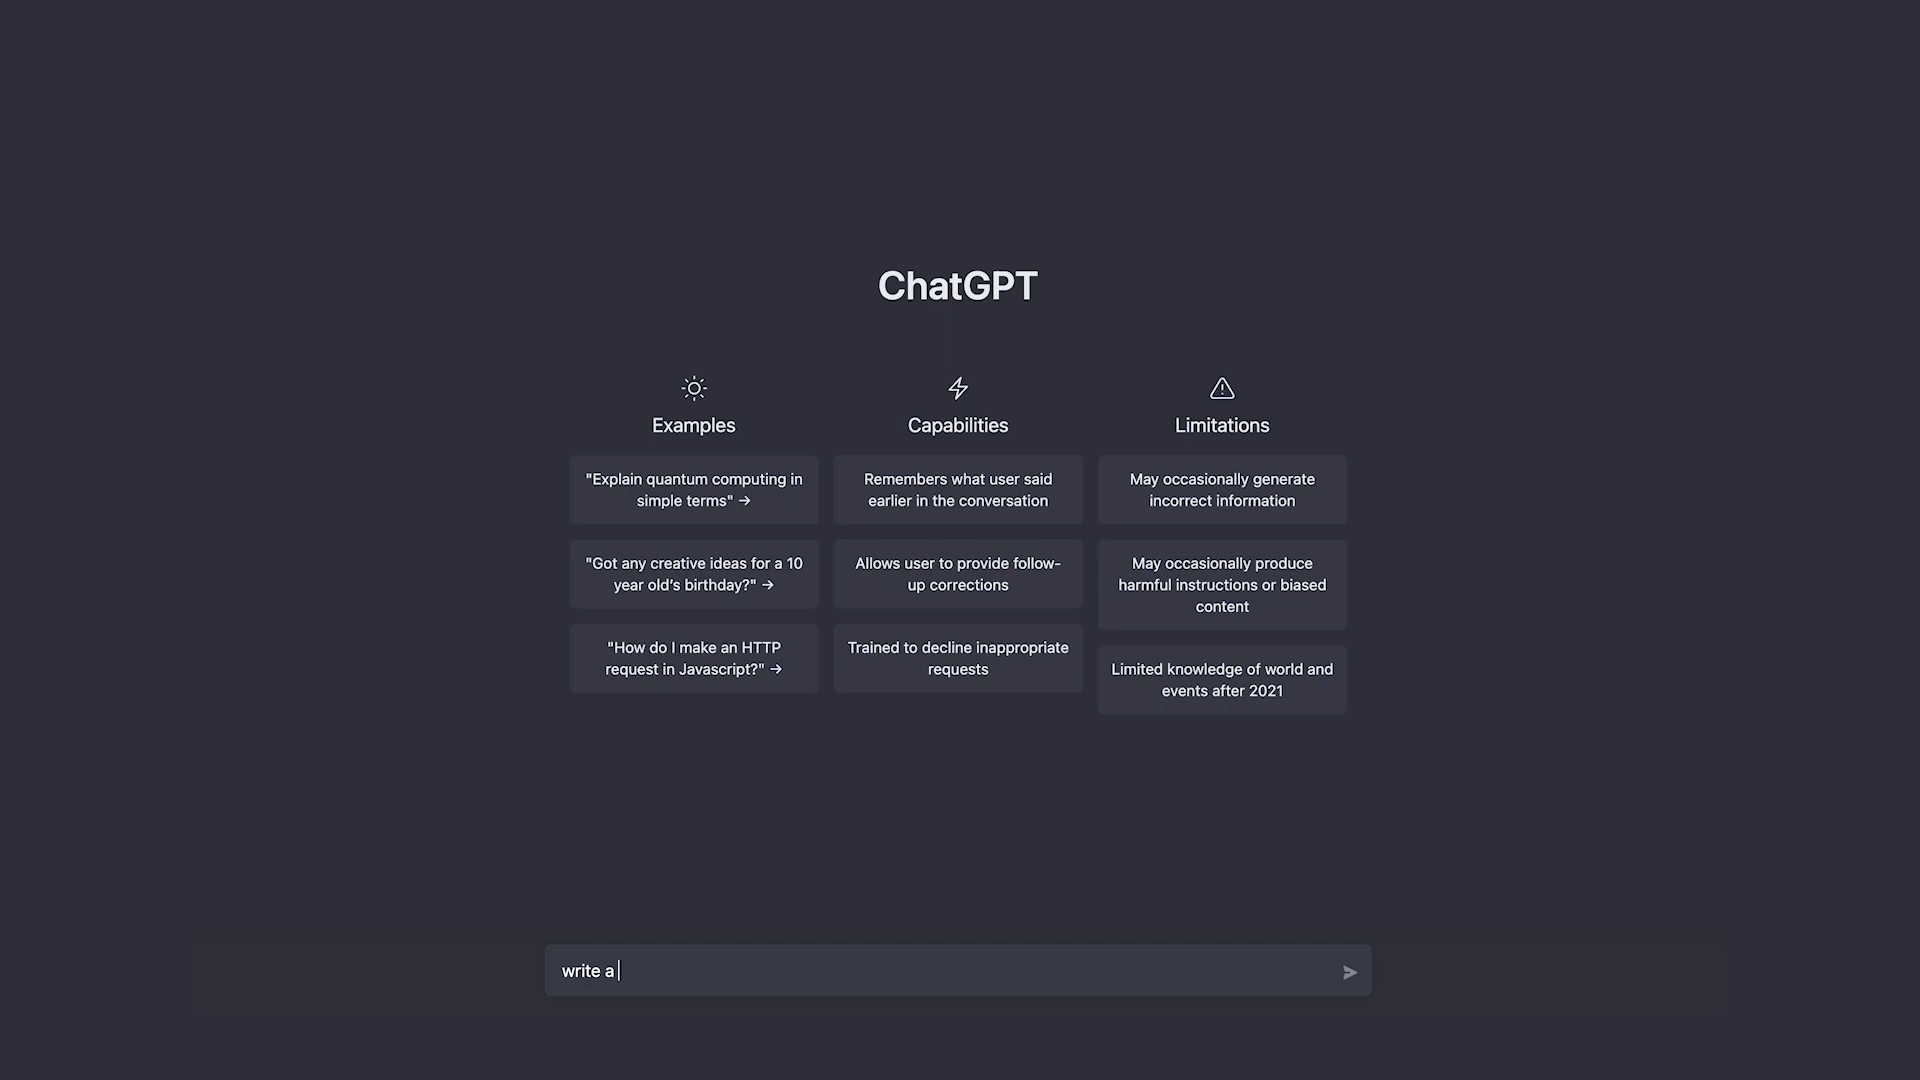 ChatGPT
Examples
"Explain quantum computing in
simple terms" →
"Got any creative ideas for a 10
year old’s birthday?" →
"How do I make an HTTP
request in Javascript?" →
Capabilities
Remembers what user said
earlier in the conversation
Allows user to provide follow-
up corrections
Trained to decline inappropriate
requests
Limitations
May occasionally generate
incorrect information
May occasionally produce
harmful instructions or biased
content
Limited knowledge of world and
events after 2021
write a